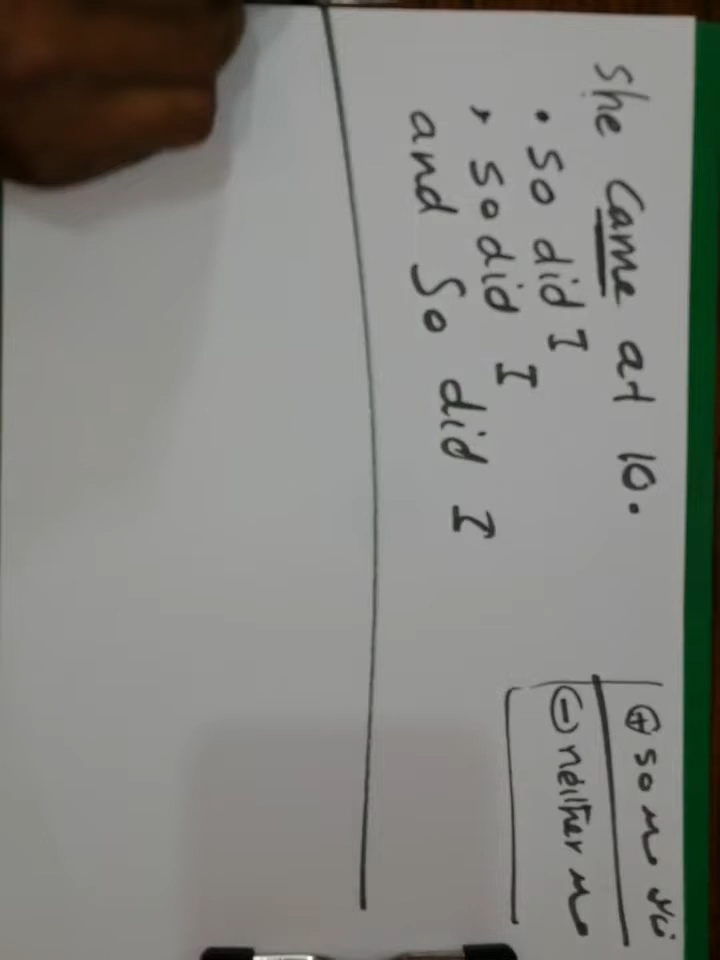 She came at 10.
• so did I
• so did I
and So did I
⊕ so
⊖ neither